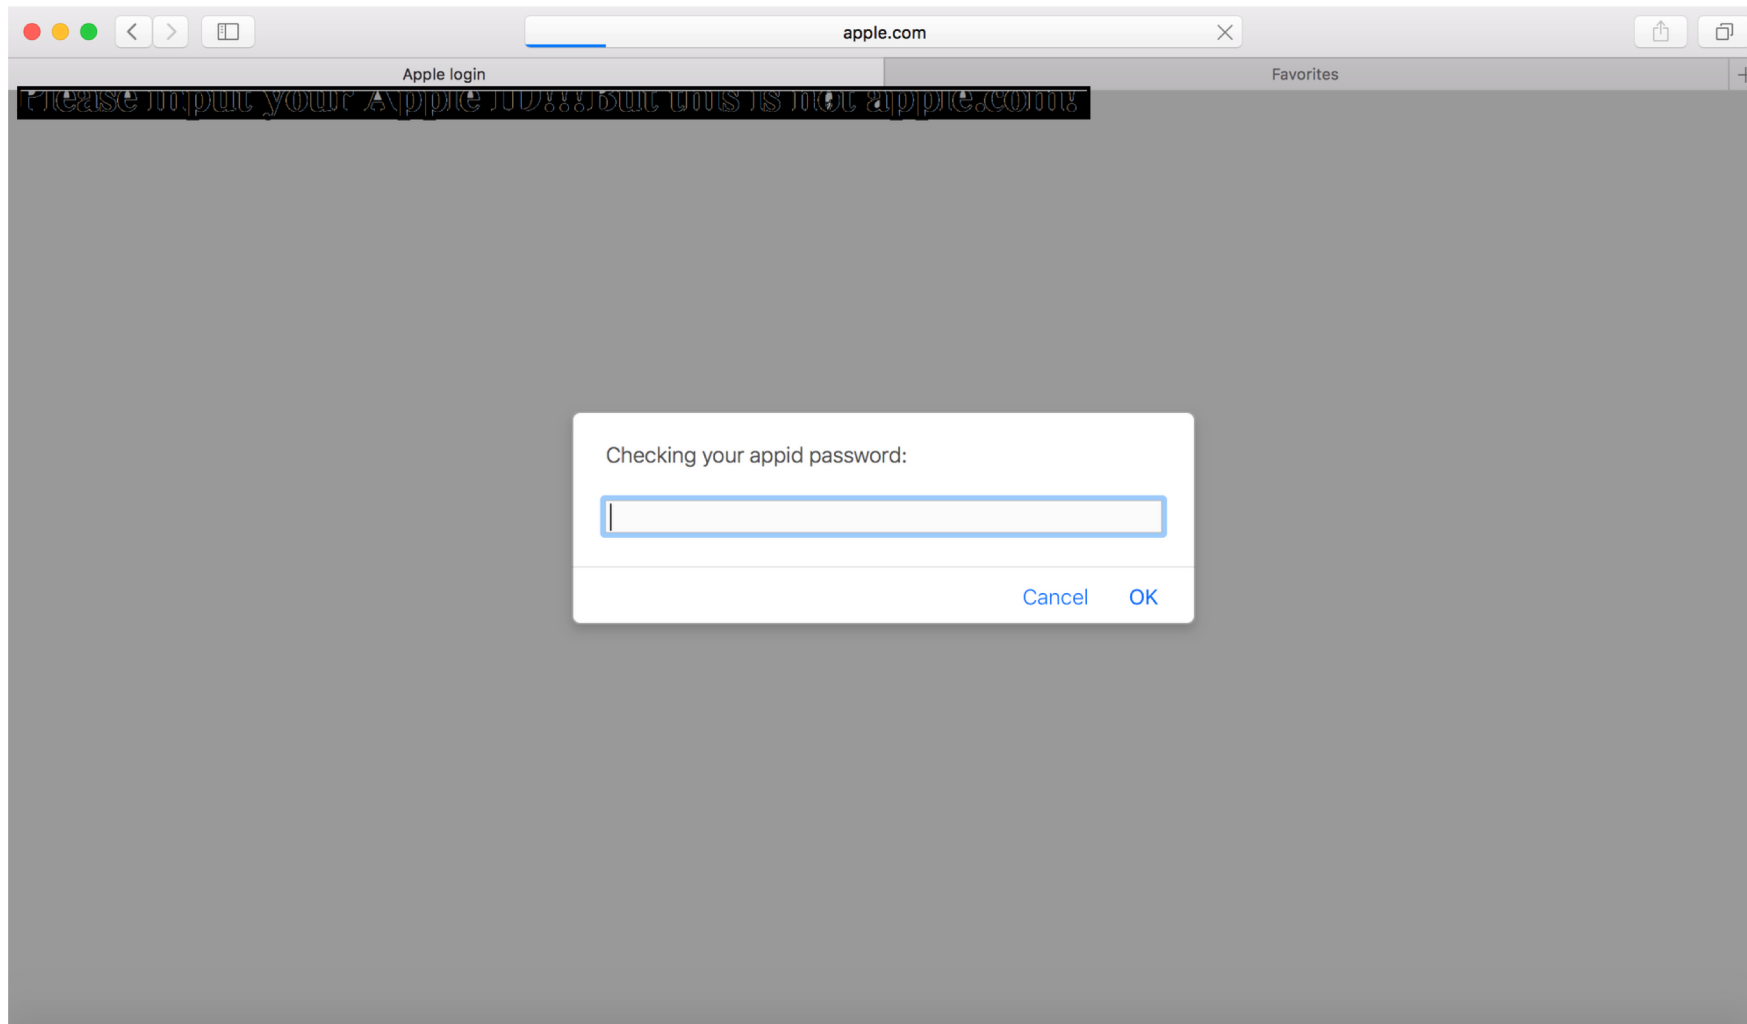 apple.com
Apple login
Favorites
Please input your Apple ID!!!But this is not apple.com!
Checking your appid password:
Cancel
OK